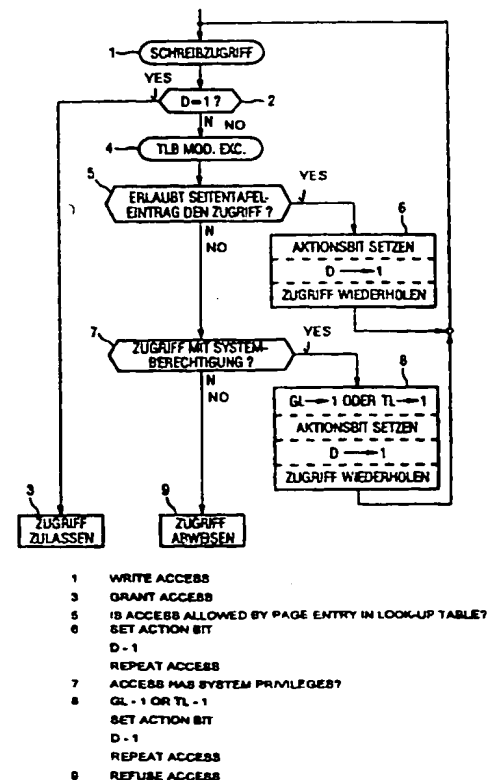 1
SCHREIBZUGRIFF
YES
J
D=1 ?
2
N NO
4
TLB MOD. EXC.
5
ERLAUBT SEITENTAFEL-
EINTRAG DEN ZUGRIFF ?
YES
J
N
NO
6
AKTIONSBIT SETZEN
D → 1
ZUGRIFF WIEDERHOLEN
7
ZUGRIFF MIT SYSTEM-
BERECHTIGUNG ?
YES
J
N
NO
8
GL → 1 ODER TL → 1
AKTIONSBIT SETZEN
D → 1
ZUGRIFF WIEDERHOLEN
3
ZUGRIFF
ZULASSEN
9
ZUGRIFF
ABWEISEN
1 WRITE ACCESS
3 GRANT ACCESS
5 IS ACCESS ALLOWED BY PAGE ENTRY IN LOOK-UP TABLE?
6 SET ACTION BIT
D - 1
REPEAT ACCESS
7 ACCESS HAS SYSTEM PRIVILEGES?
8 GL - 1 OR TL - 1
SET ACTION BIT
D - 1
REPEAT ACCESS
9 REFUSE ACCESS